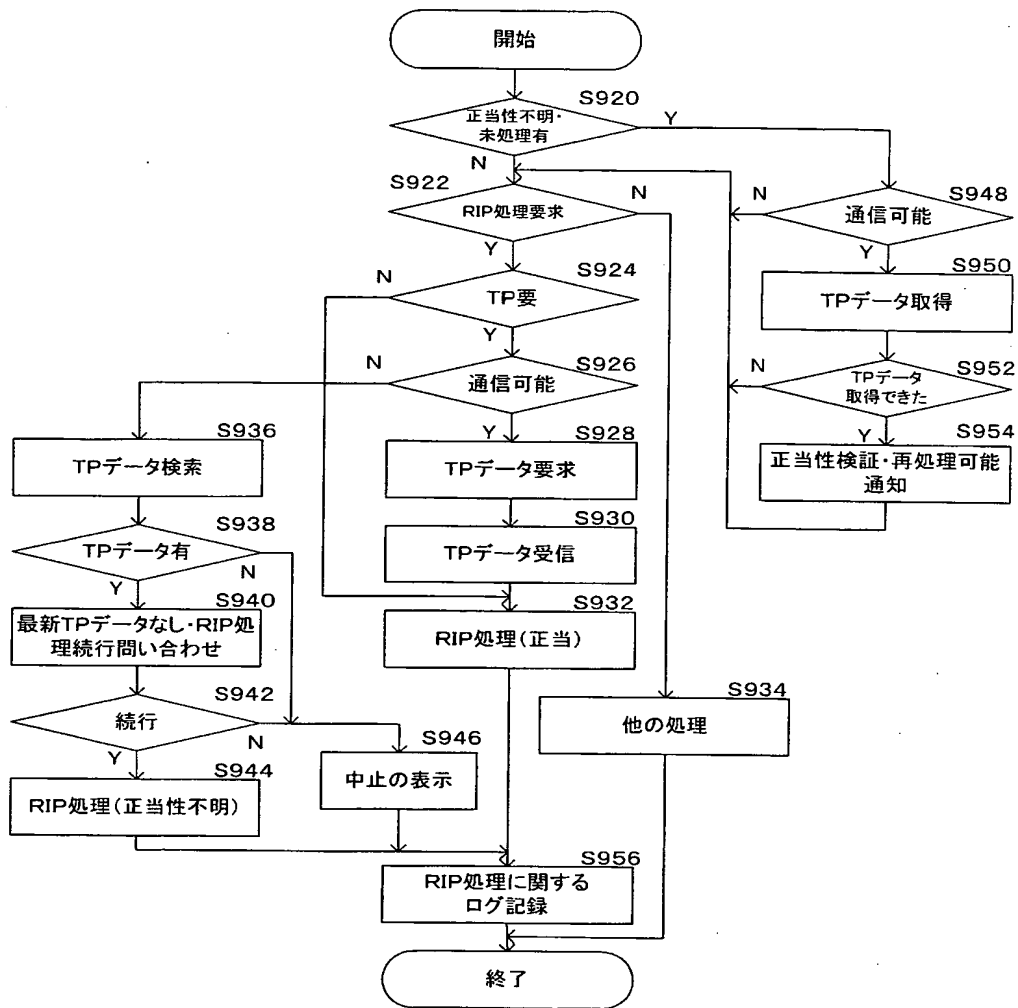 開始
S920
正当性不明・
未処理有
Y
N
S922
RIP処理要求
N
Y
N
S948
通信可能
Y
S950
TPデータ取得
N
S952
TPデータ
取得できた
Y
S954
正当性検証・再処理可能
通知
S924
N
TP要
Y
S926
N
通信可能
Y
S928
TPデータ要求
S930
TPデータ受信
S932
RIP処理(正当)
S934
他の処理
S936
TPデータ検索
S938
TPデータ有
N
Y
S940
最新TPデータなし・RIP処
理続行問い合わせ
S942
続行
N
Y
S944
RIP処理(正当性不明)
S946
中止の表示
S956
RIP処理に関する
ログ記録
終了